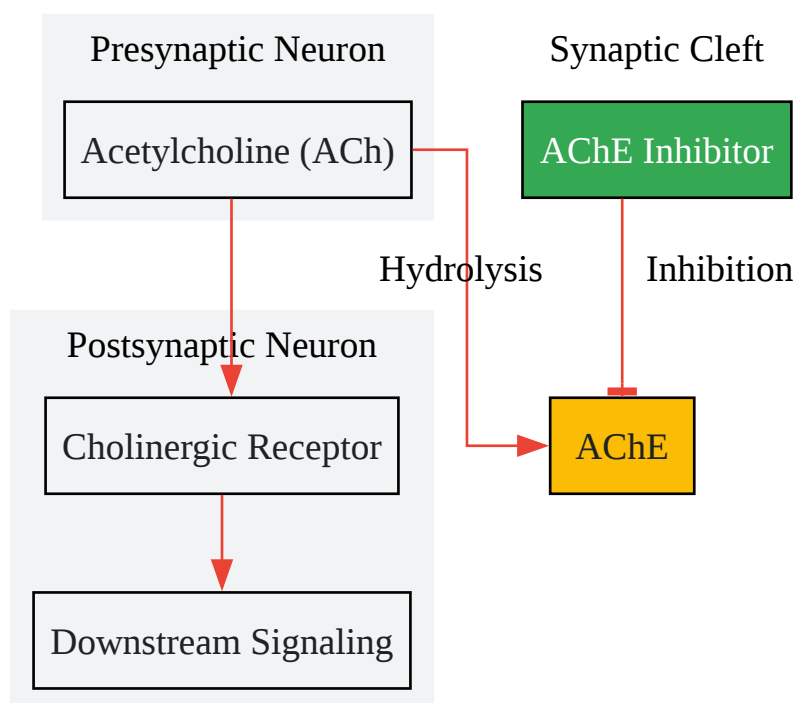 Presynaptic Neuron
Synaptic Cleft
Acetylcholine (ACh)
AChE Inhibitor
Hydrolysis
Inhibition
Postsynaptic Neuron
Cholinergic Receptor
AChE
Downstream Signaling